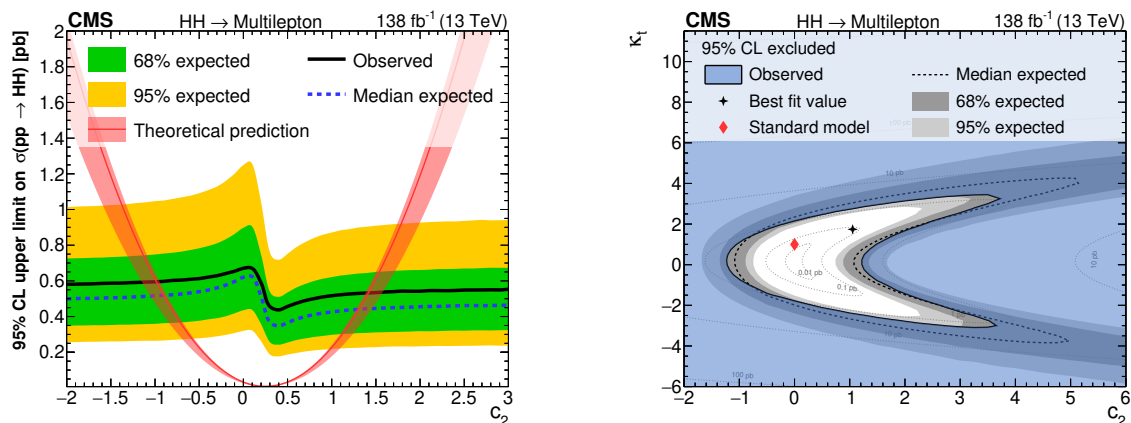 CMS HH → Multilepton 138 fb⁻¹ (13 TeV)
95% CL upper limit on σ(pp → HH) [pb]
2
1.8
1.6
1.4
1.2
1
0.8
0.6
0.4
0.2
68% expected
Observed
95% expected
Median expected
Theoretical prediction
−2 −1.5 −1 −0.5 0 0.5 1 1.5 2 2.5 3
C₂
CMS HH → Multilepton 138 fb⁻¹ (13 TeV)
κt
10
8
6
4
2
0
−2
−4
−6
95% CL excluded
Observed
Median expected
Best fit value
68% expected
Standard model
95% expected
100 pb
10 pb
0.01 pb
0.1 pb
10 pb
10 pb
100 pb
−2 −1 0 1 2 3 4 5 6
C₂